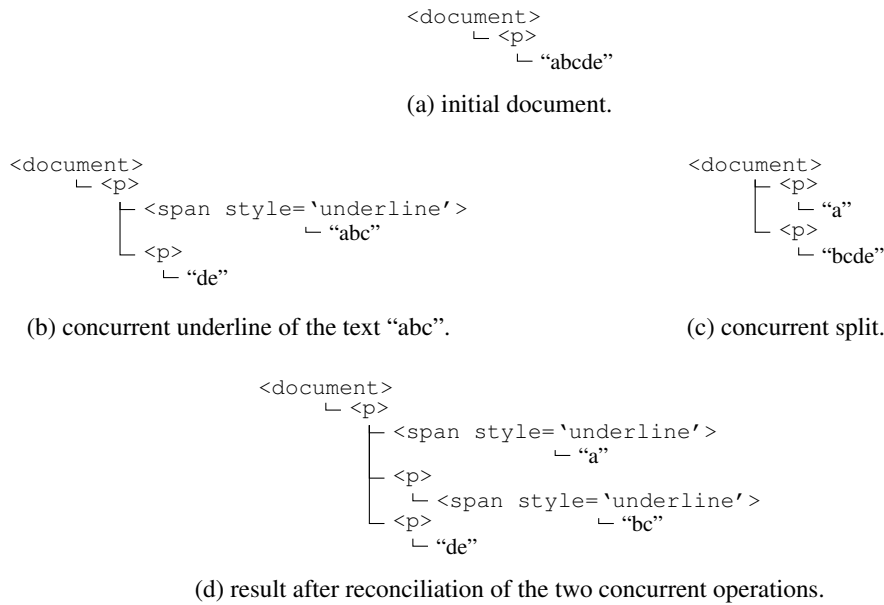 <document>
<p>
“abcde”
(a) initial document.
<document>
<p>
<span style=‘underline’>
“abc”
<p>
“de”
(b) concurrent underline of the text “abc”.
<document>
<p>
“a”
<p>
“bcde”
(c) concurrent split.
<document>
<p>
<span style=‘underline’>
“a”
<p>
<span style=‘underline’>
“bc”
<p>
“de”
(d) result after reconciliation of the two concurrent operations.